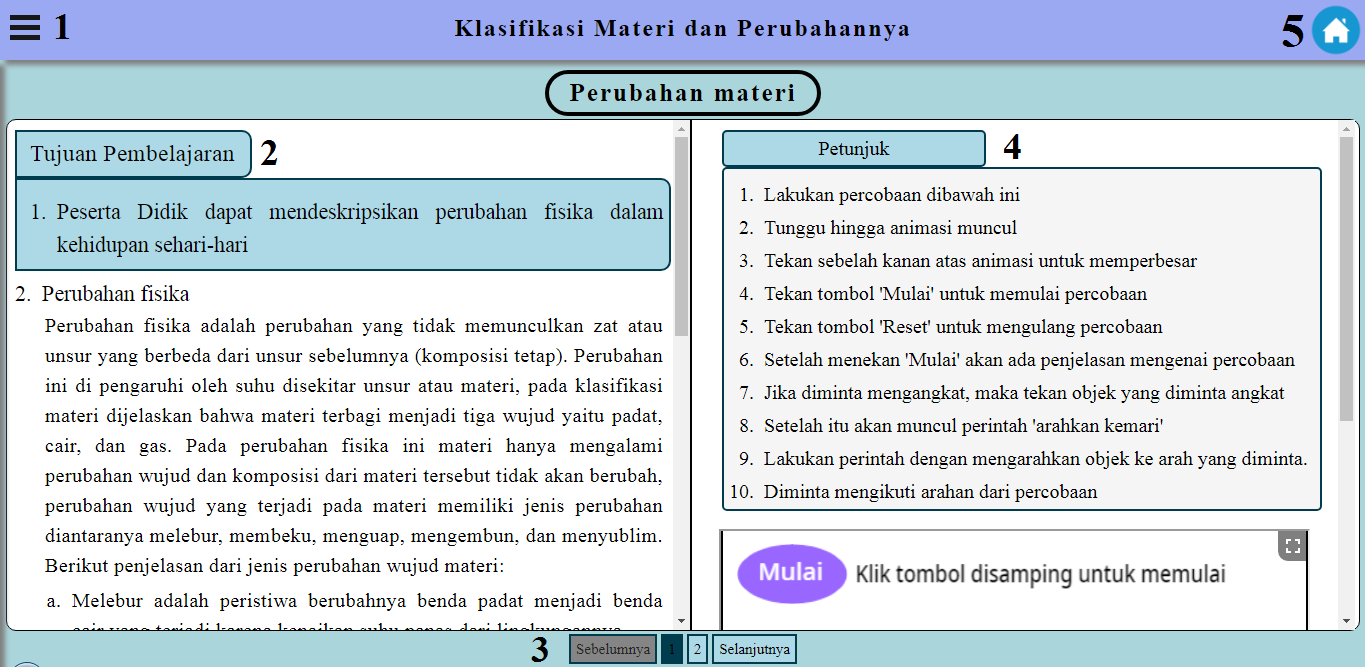 1
Klasifikasi Materi dan Perubahannya
5
Perubahan materi
Tujuan Pembelajaran
2
1. Peserta Didik dapat mendeskripsikan perubahan fisika dalam
kehidupan sehari-hari
2. Perubahan fisika
Perubahan fisika adalah perubahan yang tidak memunculkan zat atau
unsur yang berbeda dari unsur sebelumnya (komposisi tetap). Perubahan
ini di pengaruhi oleh suhu disekitar unsur atau materi, pada klasifikasi
materi dijelaskan bahwa materi terbagi menjadi tiga wujud yaitu padat,
cair, dan gas. Pada perubahan fisika ini materi hanya mengalami
perubahan wujud dan komposisi dari materi tersebut tidak akan berubah,
perubahan wujud yang terjadi pada materi memiliki jenis perubahan
diantaranya melebur, membeku, menguap, mengembun, dan menyublim.
Berikut penjelasan dari jenis perubahan wujud materi:
a. Melebur adalah peristiwa berubahnya benda padat menjadi benda
cair yang terjadi karena kenaikan suhu panas dari lingkungannya
Petunjuk
4
1. Lakukan percobaan dibawah ini
2. Tunggu hingga animasi muncul
3. Tekan sebelah kanan atas animasi untuk memperbesar
4. Tekan tombol 'Mulai' untuk memulai percobaan
5. Tekan tombol 'Reset' untuk mengulang percobaan
6. Setelah menekan 'Mulai' akan ada penjelasan mengenai percobaan
7. Jika diminta mengangkat, maka tekan objek yang diminta angkat
8. Setelah itu akan muncul perintah 'arahkan kemari'
9. Lakukan perintah dengan mengarahkan objek ke arah yang diminta.
10. Diminta mengikuti arahan dari percobaan
Mulai Klik tombol disamping untuk memulai
3
Sebelumnya 1 2 Selanjutnya